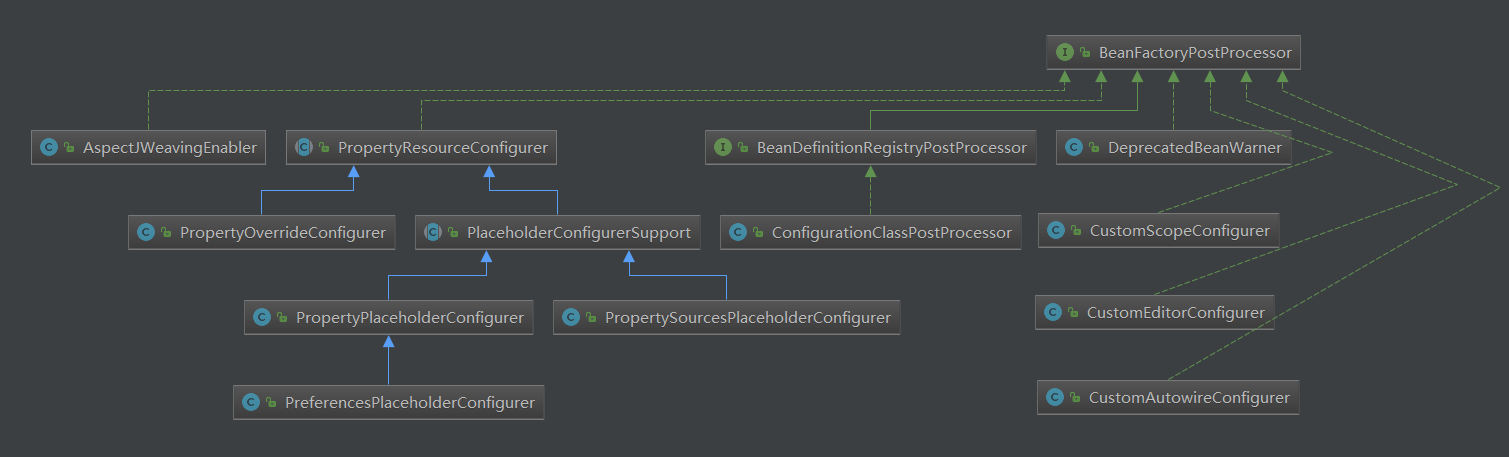 BeanFactoryPostProcessor
AspectJWeavingEnabler
PropertyResourceConfigurer
BeanDefinitionRegistryPostProcessor
DeprecatedBeanWarner
PropertyOverrideConfigurer
PlaceholderConfigurerSupport
ConfigurationClassPostProcessor
CustomScopeConfigurer
PropertyPlaceholderConfigurer
PropertySourcesPlaceholderConfigurer
CustomEditorConfigurer
PreferencesPlaceholderConfigurer
CustomAutowireConfigurer